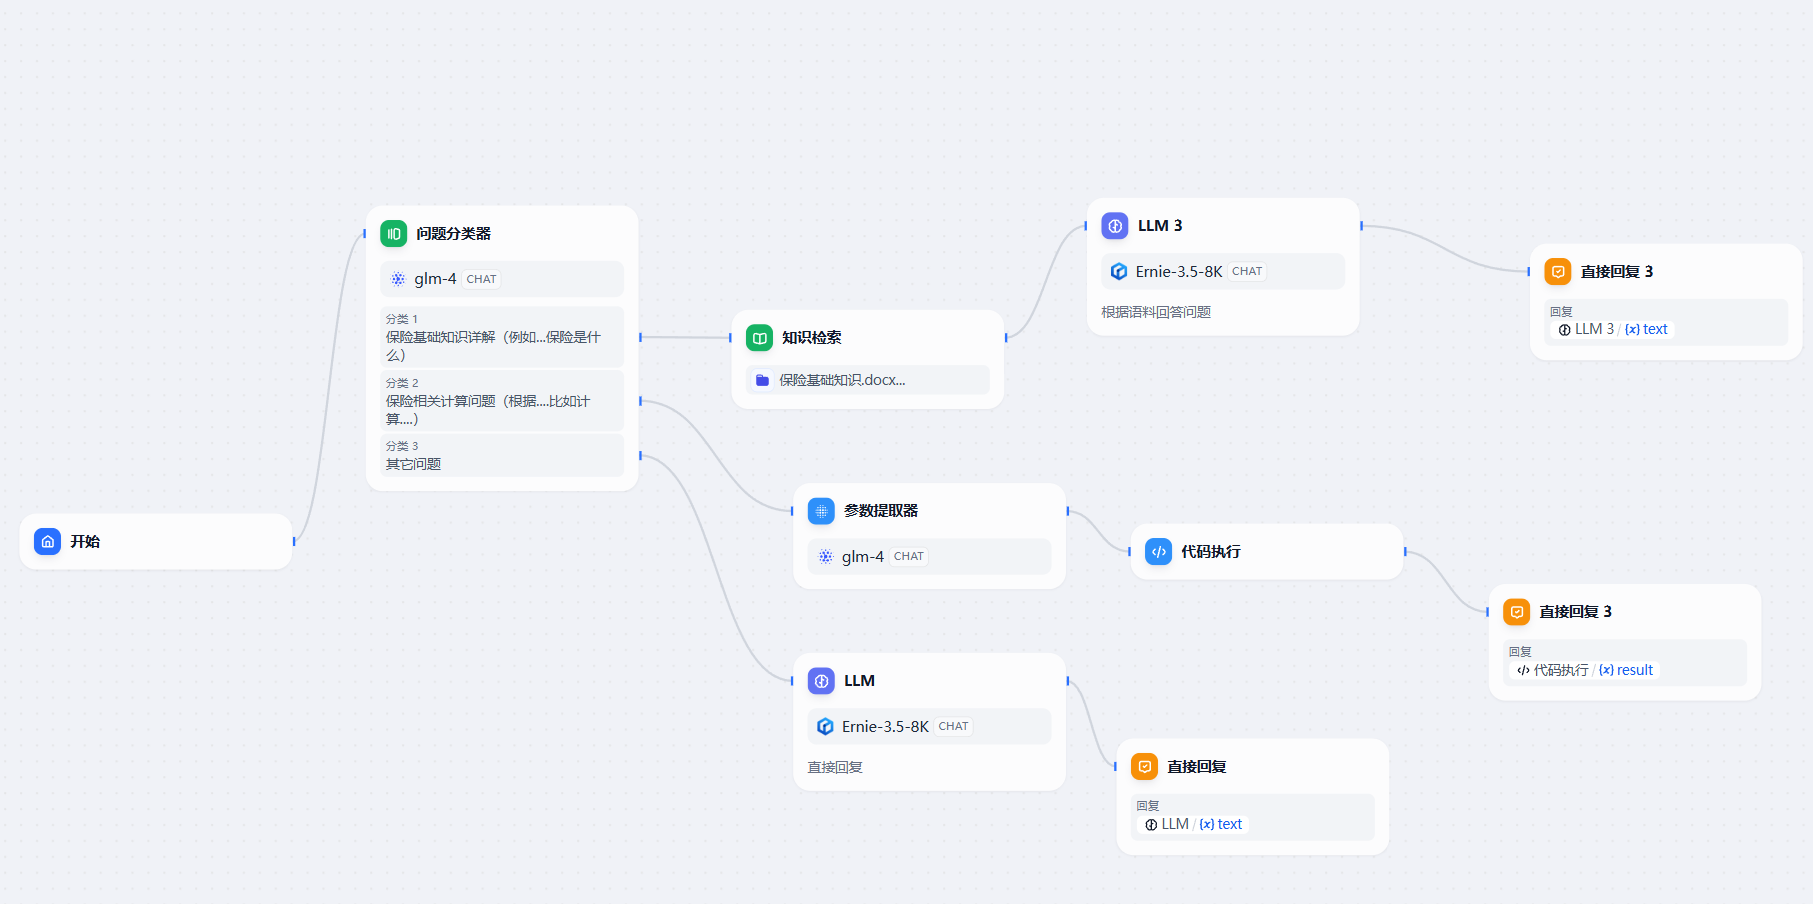 开始
问题分类器
glm-4 CHAT
分类 1
保险基础知识详解（例如...保险是什
么）
分类 2
保险相关计算问题（根据....比如计
算....）
分类 3
其它问题
知识检索
保险基础知识.docx...
LLM 3
Ernie-3.5-8K CHAT
根据语料回答问题
直接回复 3
回复
LLM 3 / {x} text
参数提取器
glm-4 CHAT
代码执行
直接回复 3
回复
代码执行 / {x} result
LLM
Ernie-3.5-8K CHAT
直接回复
直接回复
回复
LLM / {x} text